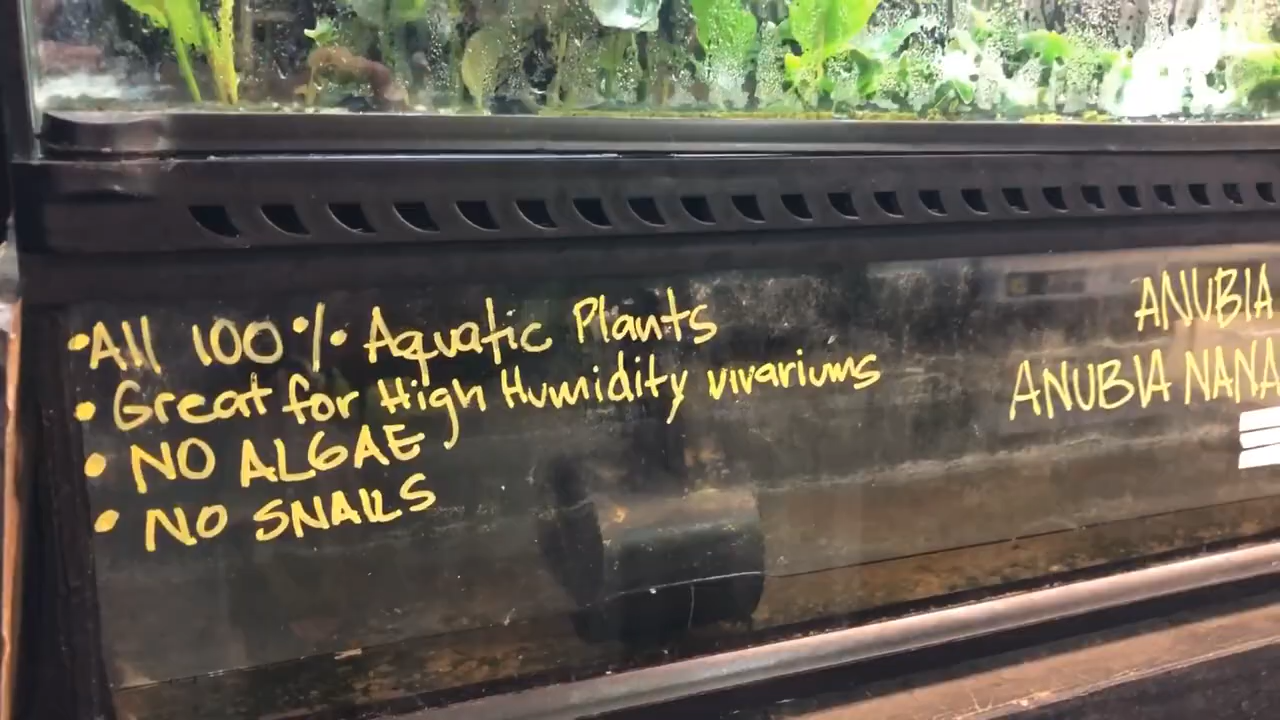 •All 100% Aquatic Plants
• Great for High Humidity vivariums
• NO ALGAE
• NO SNAILS
ANUBIA
ANUBIA NANA